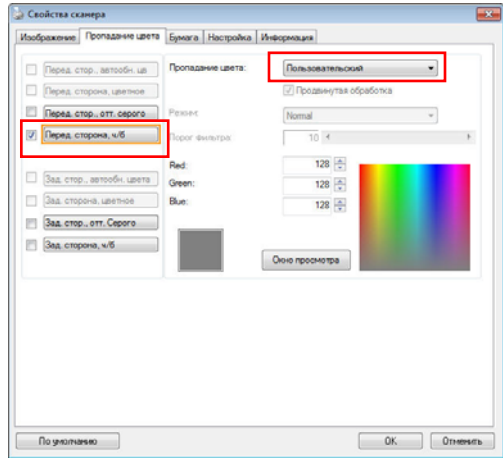 Свойства сканера
Изображение Пропадание цвета Бумага Настройка Информация
Перед. стор., автообн. цв
Перед. сторона, цветное
Перед. стор., отт. серого
Перед. сторона, ч/б
Зад. стор., автообн. цвета
Зад. сторона, цветное
Зад. стор., отт. Серого
Зад. сторона, ч/б
Пропадание цвета: Пользовательский
Продвинутая обработка
Режим: Normal
Порог фильтра: 10
Red: 128
Green: 128
Blue: 128
Окно просмотра
По умолчанию OK Отменить